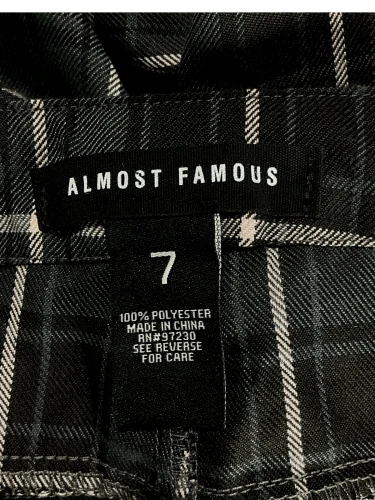 ALMOST FAMOUS
7
100% POLYESTER
MADE IN CHINA
RN#97230
SEE REVERSE
FOR CARE